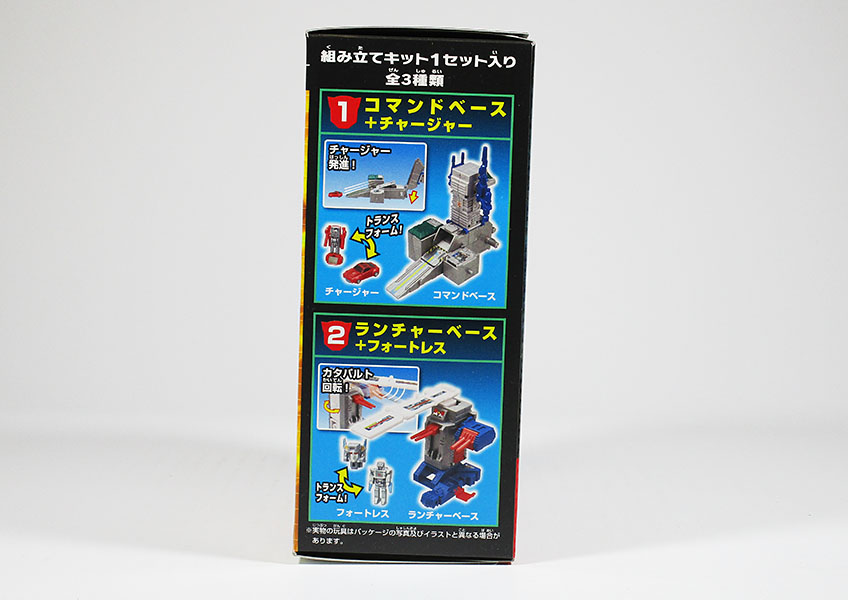 組み立てキット1セット入り
全3種類
1 コマンドベース
+チャージャー
チャージャー
発進!
トランス
フォーム!
チャージャー
コマンドベース
2 ランチャーベース
+フォートレス
カタパルト
回転!
トランス
フォーム!
フォートレス
ランチャーベース
※実物の玩具はパッケージの写真及びイラストと異なる場合が
あります。